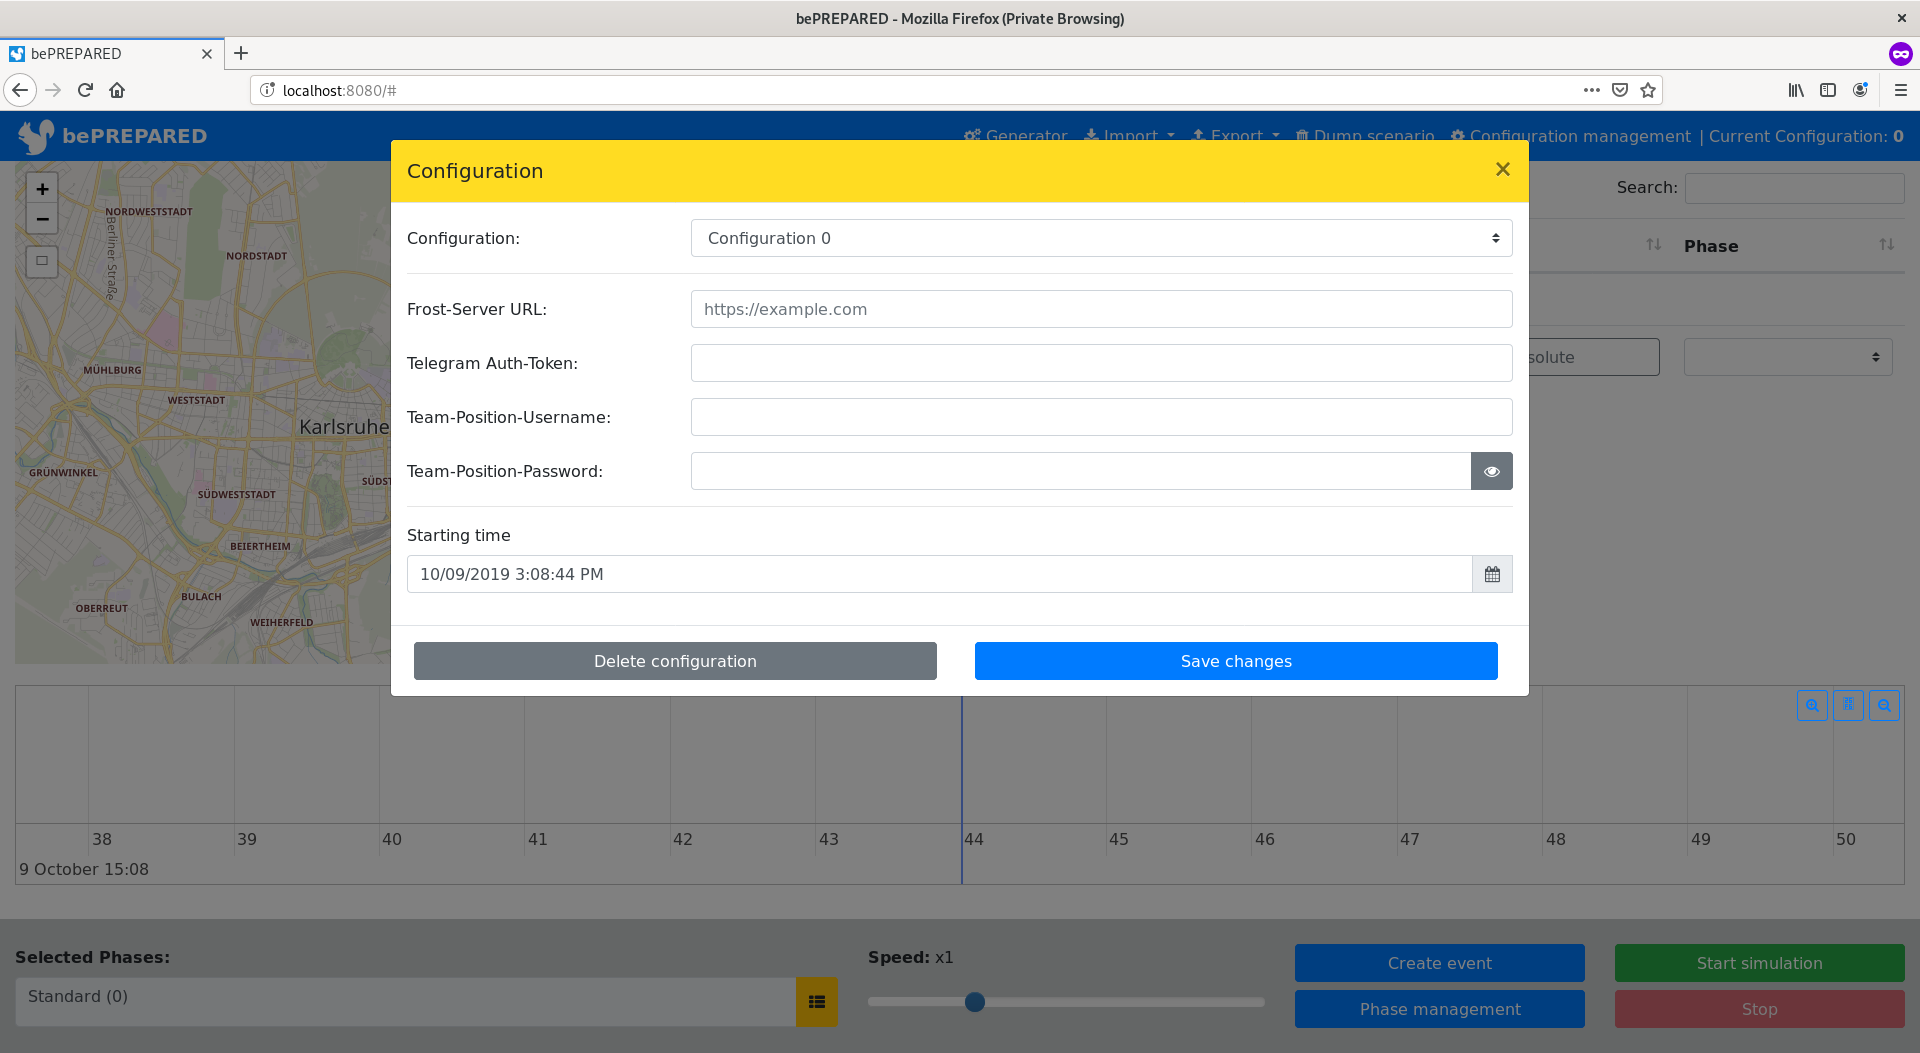 bePREPARED - Mozilla Firefox (Private Browsing)
bePREPARED
localhost:8080/#
bePREPARED
Generator Import Export Dump scenario Configuration management | Current Configuration: 0
Configuration
Configuration:
Configuration 0
Frost-Server URL:
https://example.com
Telegram Auth-Token:
Team-Position-Username:
Team-Position-Password:
Starting time
10/09/2019 3:08:44 PM
Delete configuration
Save changes
+
−
NORDWESTSTADT
Berliner Straße
NORDSTADT
MÜHLBURG
WESTSTADT
Karlsruhe
GRÜNWINKEL
SÜDWESTSTADT
SÜDST
BEIERTHEIM
BULACH
OBERREUT
WEIHERFELD
Search:
Phase
solute
38 39 40 41 42 43 44 45 46 47 48 49 50
9 October 15:08
Selected Phases:
Standard (0)
Speed: x1
Create event
Start simulation
Phase management
Stop